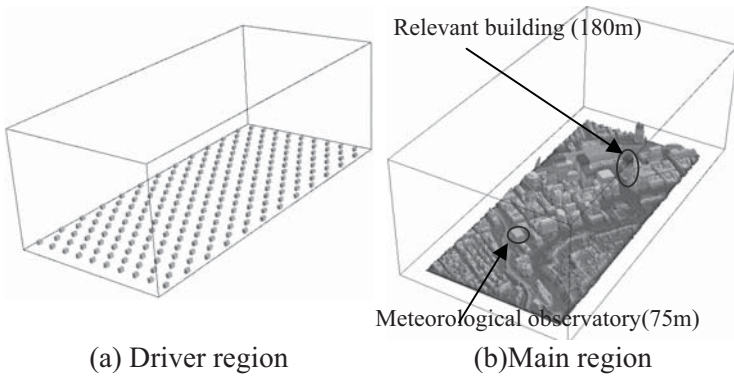 Relevant building (180m)
Meteorological observatory(75m)
(a) Driver region
(b)Main region